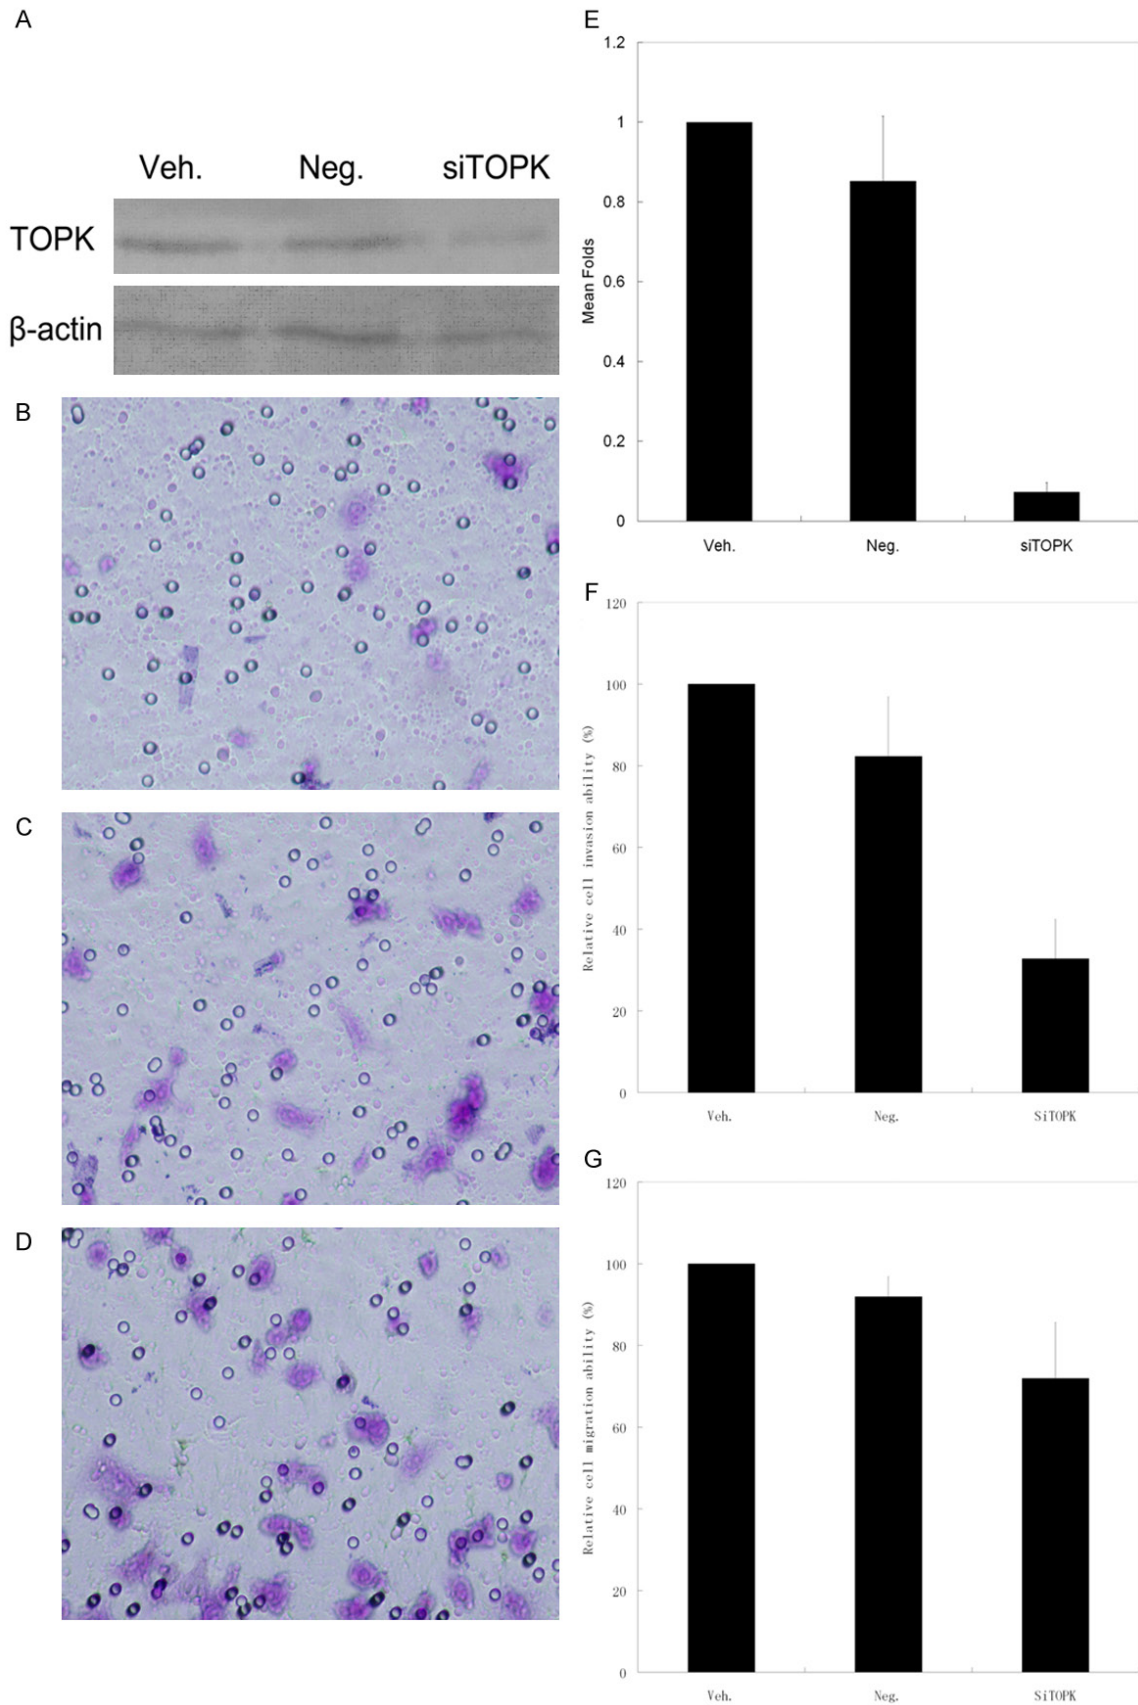 A
Veh. Neg. siTOPK
TOPK
β-actin
B
C
D
E
1.2
1
0.8
0.6
0.4
0.2
0
Mean Folds
Veh. Neg. siTOPK
F
120
100
80
60
40
20
0
Relative cell invasion ability (%)
Veh. Neg. SiTOPK
G
120
100
80
60
40
20
0
Relative cell migration ability (%)
Veh. Neg. SiTOPK